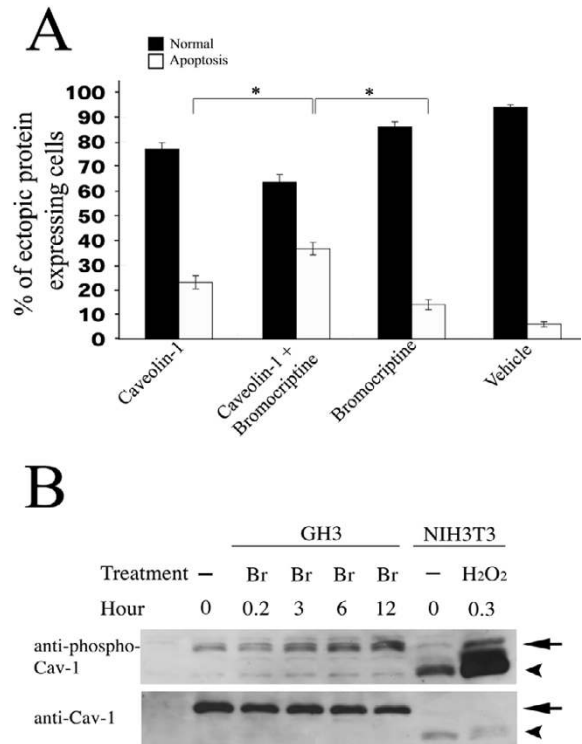 A
Normal
Apoptosis
* *
% of ectopic protein
expressing cells
100
90
80
70
60
50
40
30
20
10
0
Caveolin-1
Caveolin-1 +
Bromocriptine
Bromocriptine
Vehicle
B
GH3 NIH3T3
Treatment – Br Br Br Br – H2O2
Hour 0 0.2 3 6 12 0 0.3
anti-phospho-
Cav-1
anti-Cav-1